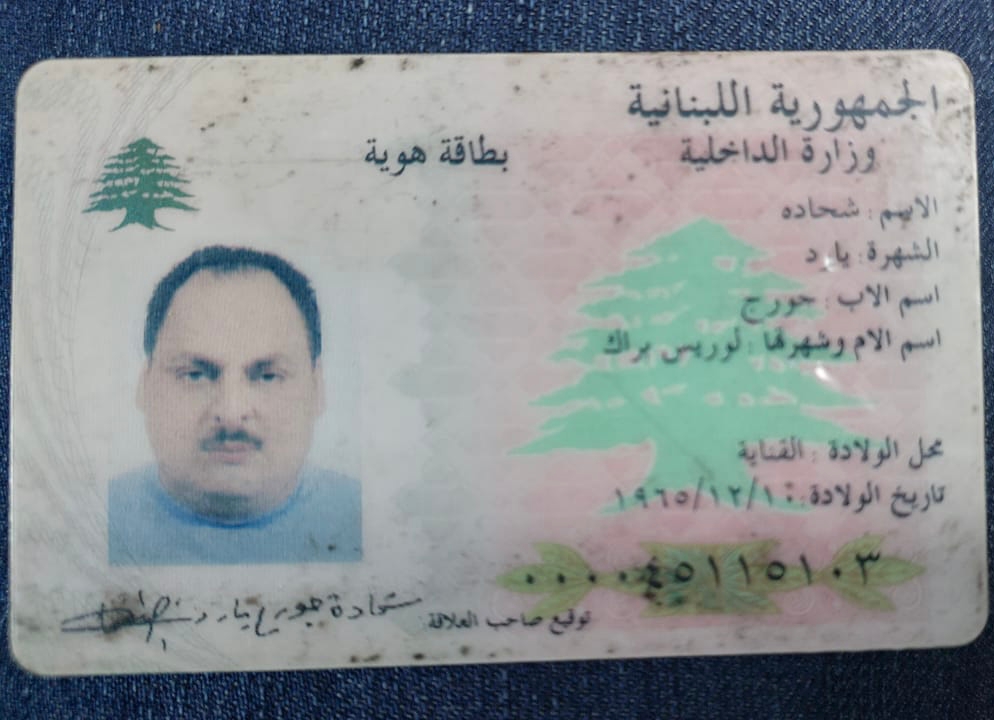 الجمهورية اللبنانية
وزارة الداخلية
بطاقة هوية
الاسم : شحاده
الشهرة : يارد
اسم الاب : جورج
اسم الام وشهرتها : لوريس براك
محل الولادة : القناية
تاريخ الولادة : ١٩٦٥/١٢/١٠
٠٠٠٠٤٥١١٥١٠٣
توقيع صاحب العلاقة
شحادة جورج يارد